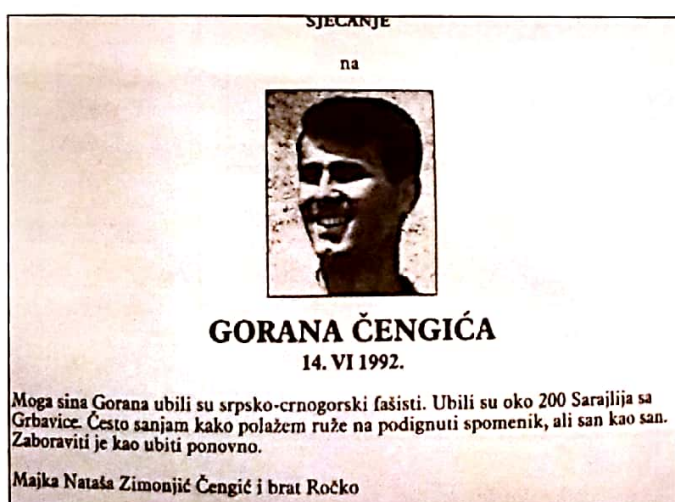 SJEĆANJE
na
GORANA ČENGIĆA
14. VI 1992.
Moga sina Gorana ubili su srpsko-crnogorski fašisti. Ubili su oko 200 Sarajlija sa
Grbavice. Često sanjam kako polažem ruže na podignuti spomenik, ali san kao san.
Zaboraviti je kao ubiti ponovno.
Majka Nataša Zimonjić Čengić i brat Ročko